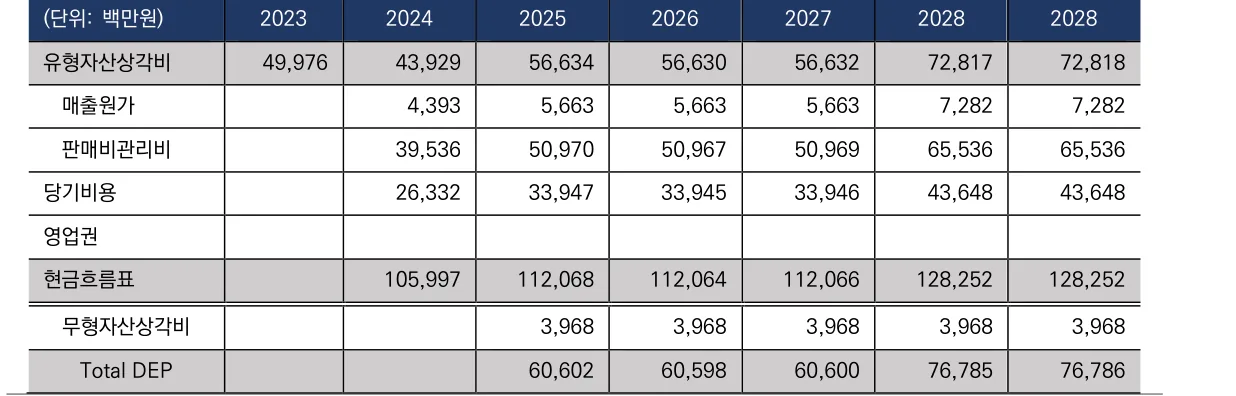 (단위: 백만원) 2023 2024 2025 2026 2027 2028 2028
유형자산상각비 49,976 43,929 56,634 56,630 56,632 72,817 72,818
매출원가 4,393 5,663 5,663 5,663 7,282 7,282
판매비관리비 39,536 50,970 50,967 50,969 65,536 65,536
당기비용 26,332 33,947 33,945 33,946 43,648 43,648
영업권
현금흐름표 105,997 112,068 112,064 112,066 128,252 128,252
무형자산상각비 3,968 3,968 3,968 3,968 3,968
Total DEP 60,602 60,598 60,600 76,785 76,786